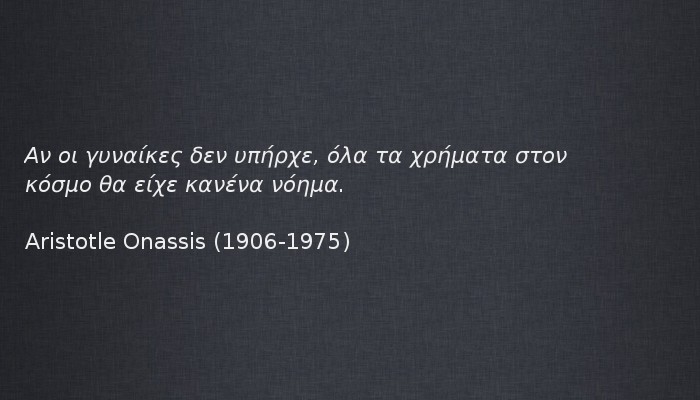 Αν οι γυναίκες δεν υπήρχε, όλα τα χρήματα στον
κόσμο θα είχε κανένα νόημα.
Aristotle Onassis (1906-1975)